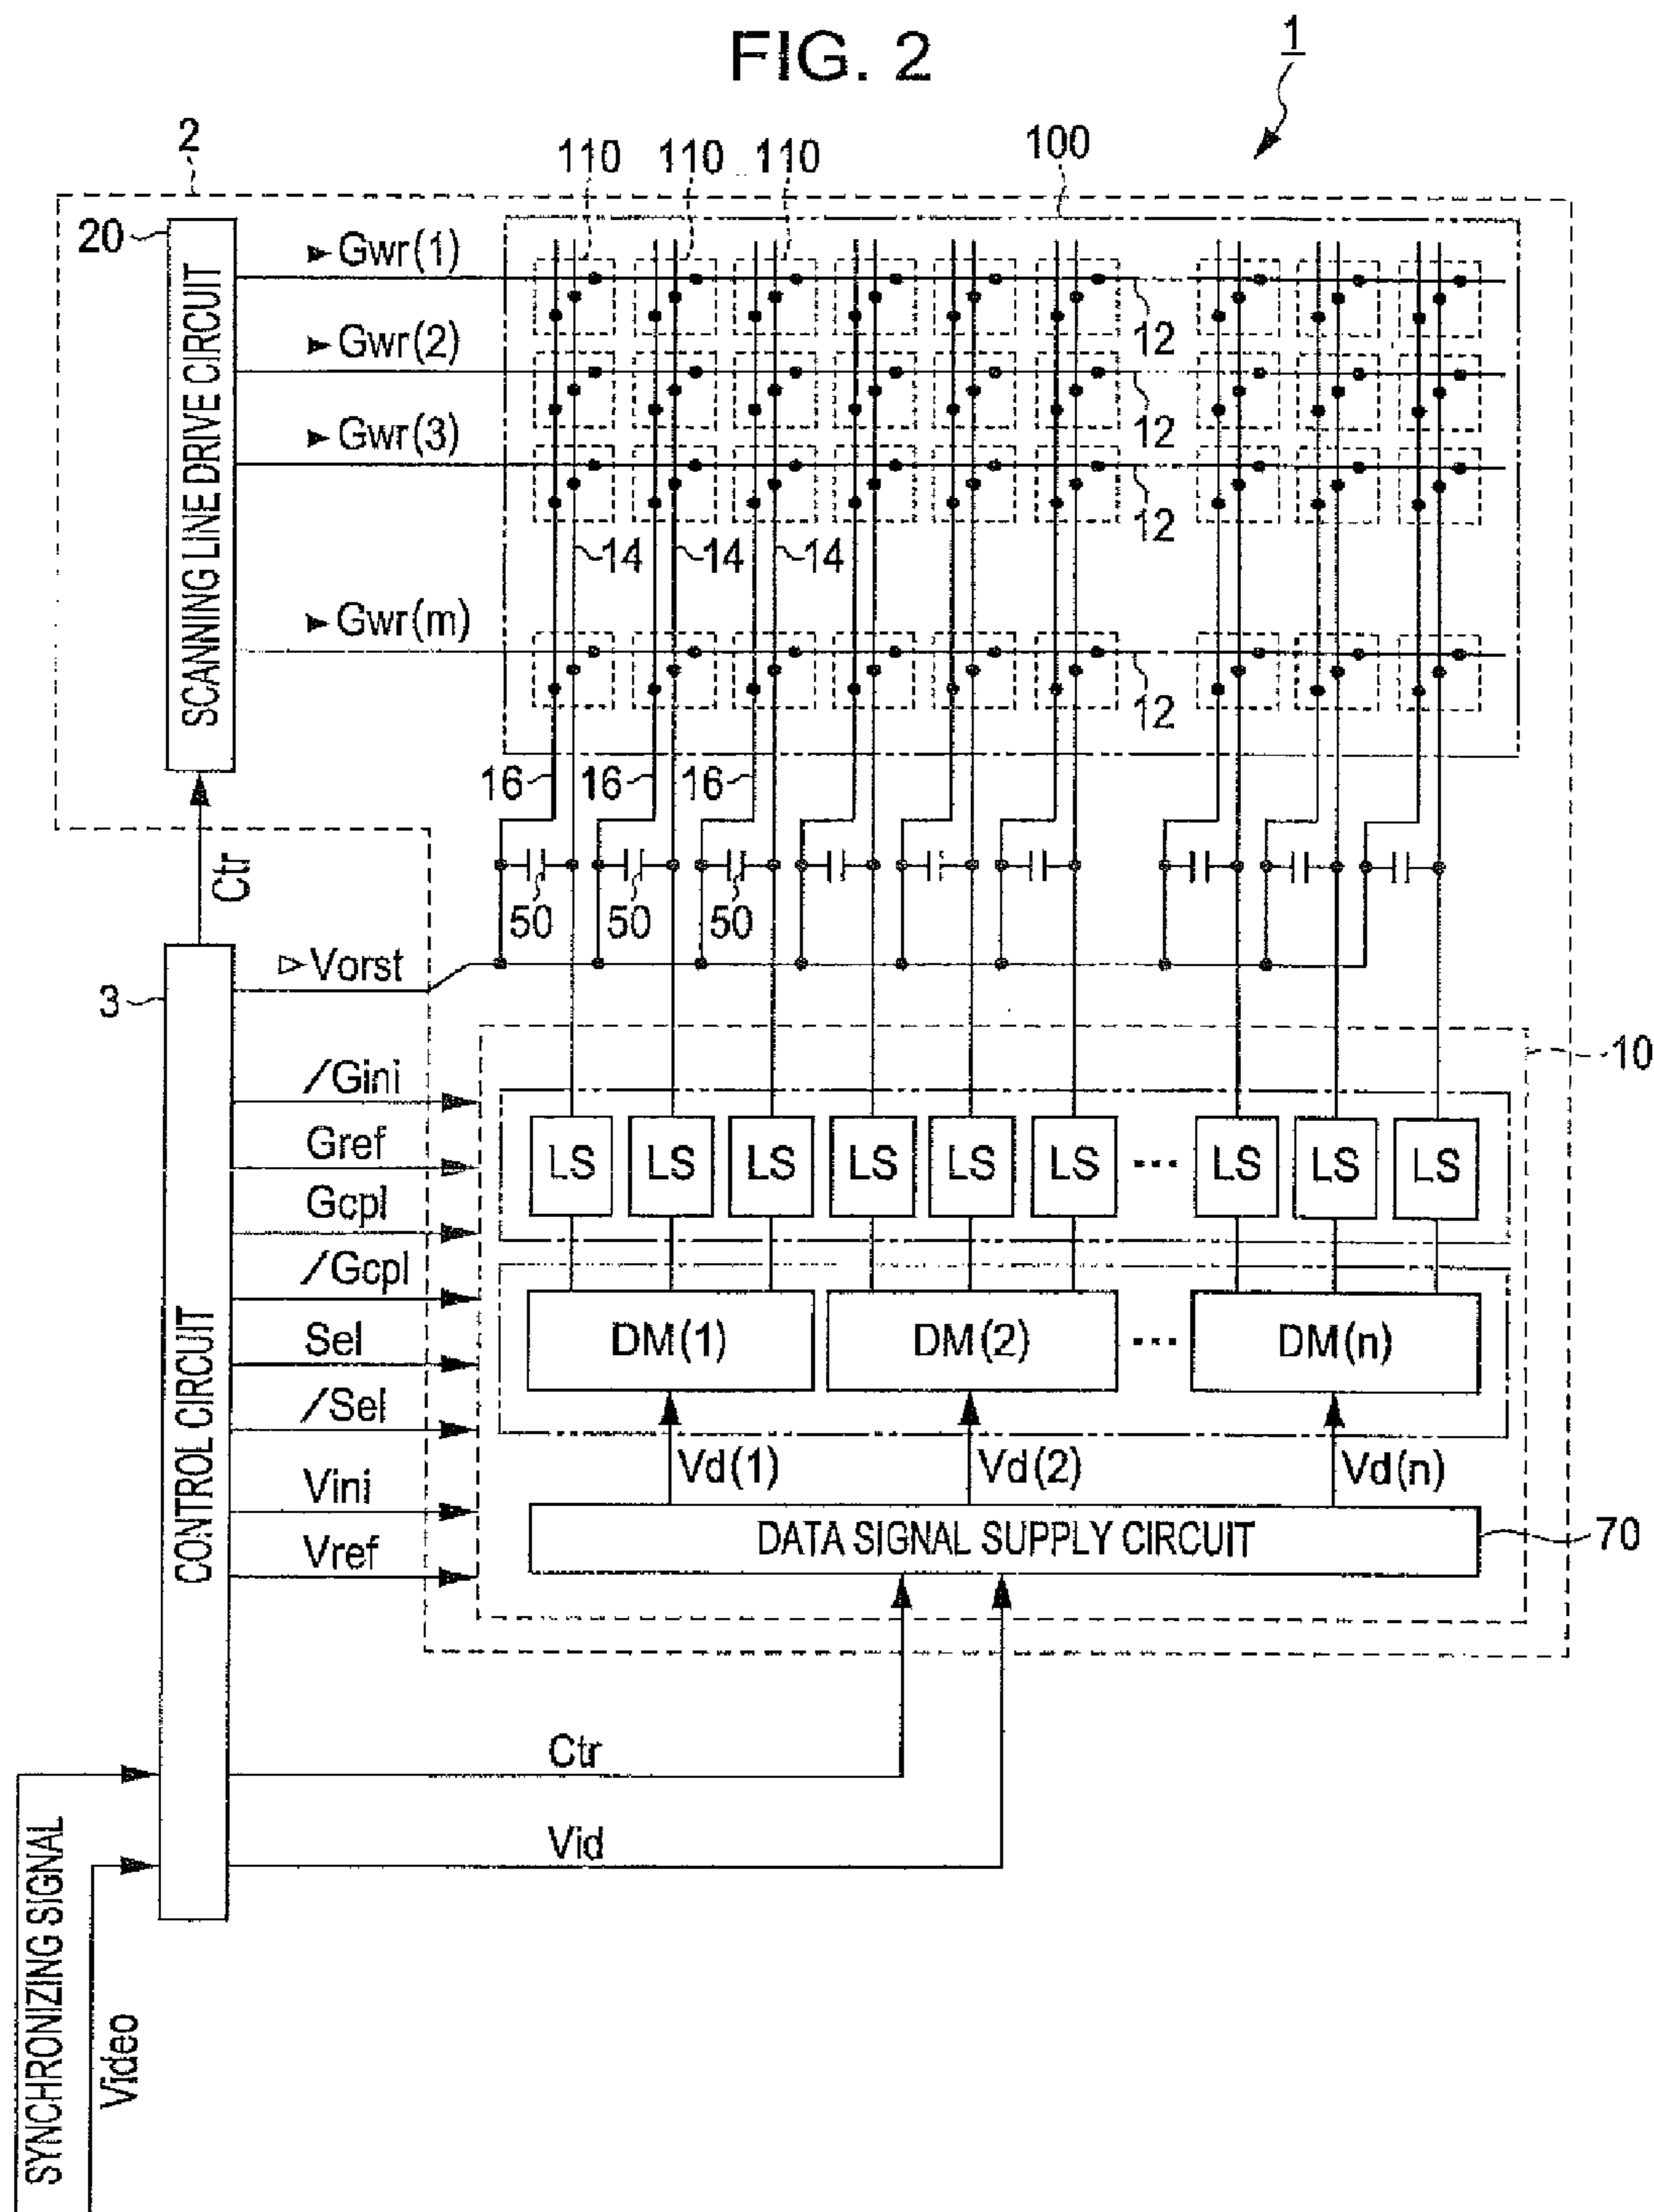 FIG. 2
1
2
110 110 110
100
20
SCANNING LINE DRIVE CIRCUIT
Gwr(1)
12
Gwr(2)
12
Gwr(3)
12
14 14 14
Gwr(m)
12
16 16 16
Ctr
50 50 50
Vorst
3
CONTROL CIRCUIT
10
/Gini
Gref
LS LS LS LS LS LS ... LS LS LS
Gcpl
/Gcpl
Sel
DM(1) DM(2) ... DM(n)
/Sel
Vd(1) Vd(2) Vd(n)
Vini
DATA SIGNAL SUPPLY CIRCUIT
70
Vref
Ctr
Vid
SYNCHRONIZING SIGNAL
Video